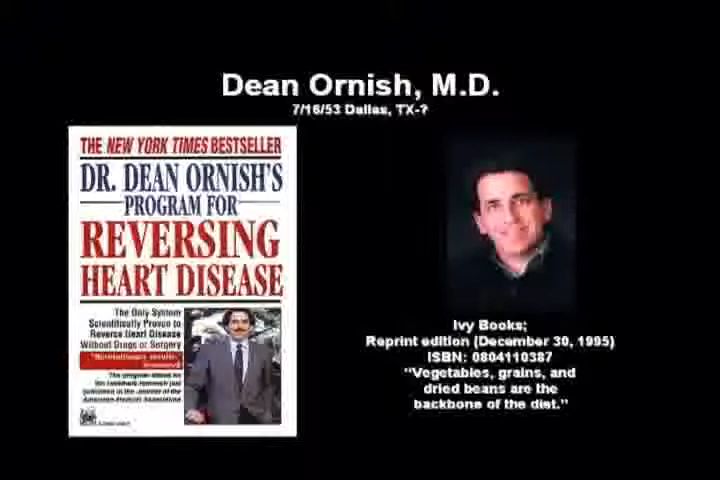 Dean Ornish, M.D.
7/16/53 Dallas, TX-?
THE NEW YORK TIMES BESTSELLER
DR. DEAN ORNISH'S
PROGRAM FOR
REVERSING
HEART DISEASE
The Only System
Scientifically Proven to
Reverse Heart Disease
Without Drugs or Surgery
Ivy Books;
Reprint edition (December 30, 1995)
ISBN: 0804110387
"Vegetables, grains, and
dried beans are the
backbone of the diet."